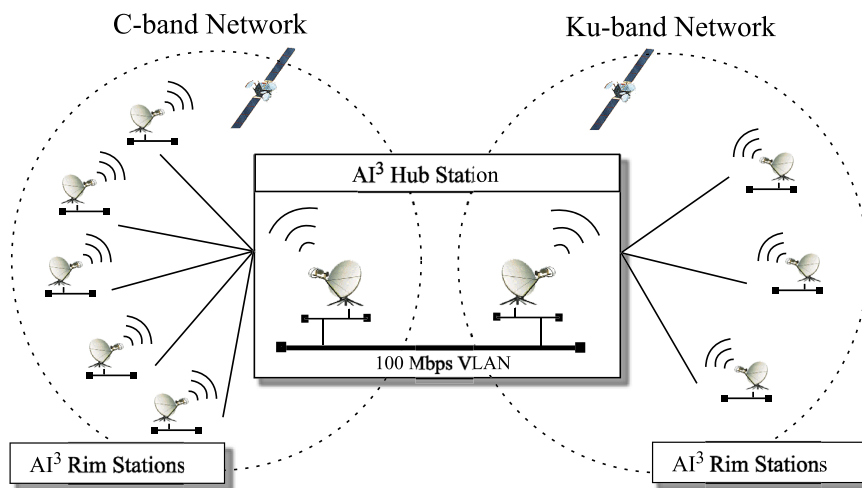 C-band Network
Ku-band Network
AI³ Hub Station
100 Mbps VLAN
AI³ Rim Stations
AI³ Rim Stations